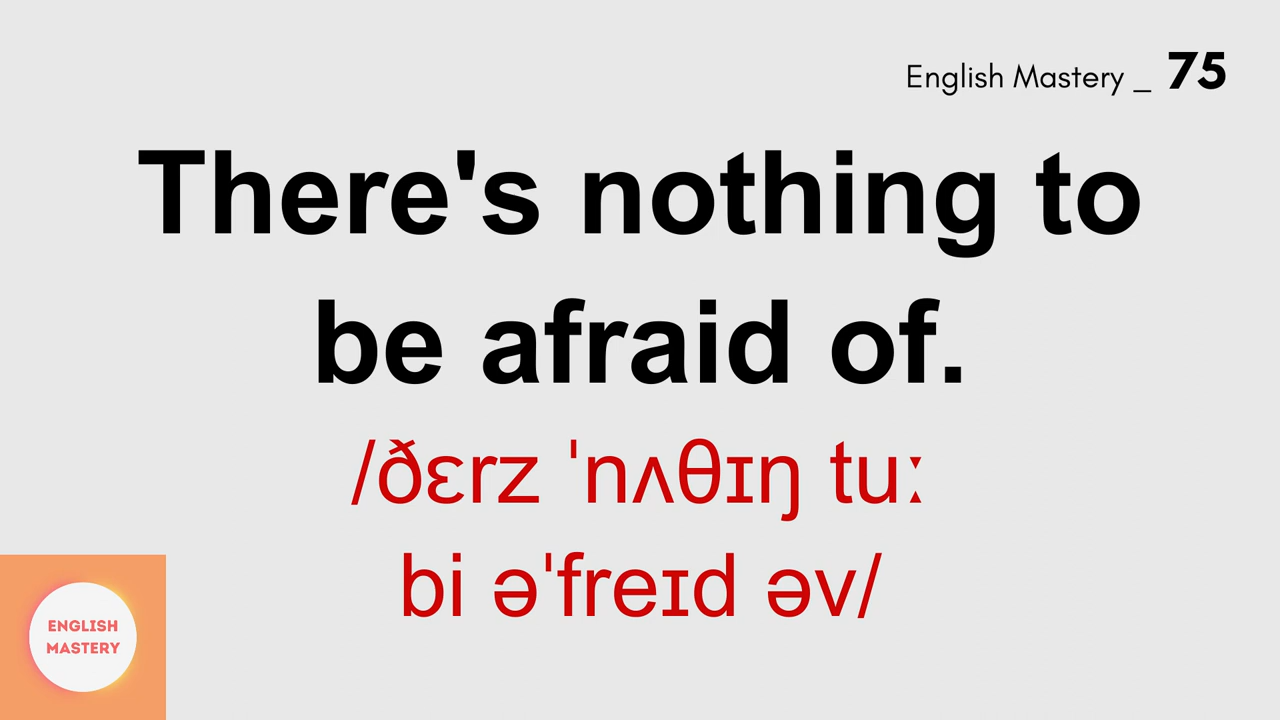 English Mastery _ 75
There's nothing to
be afraid of.
/ðɛrz ˈnʌθɪŋ tuː
bi əˈfreɪd əv/
ENGLISH
MASTERY